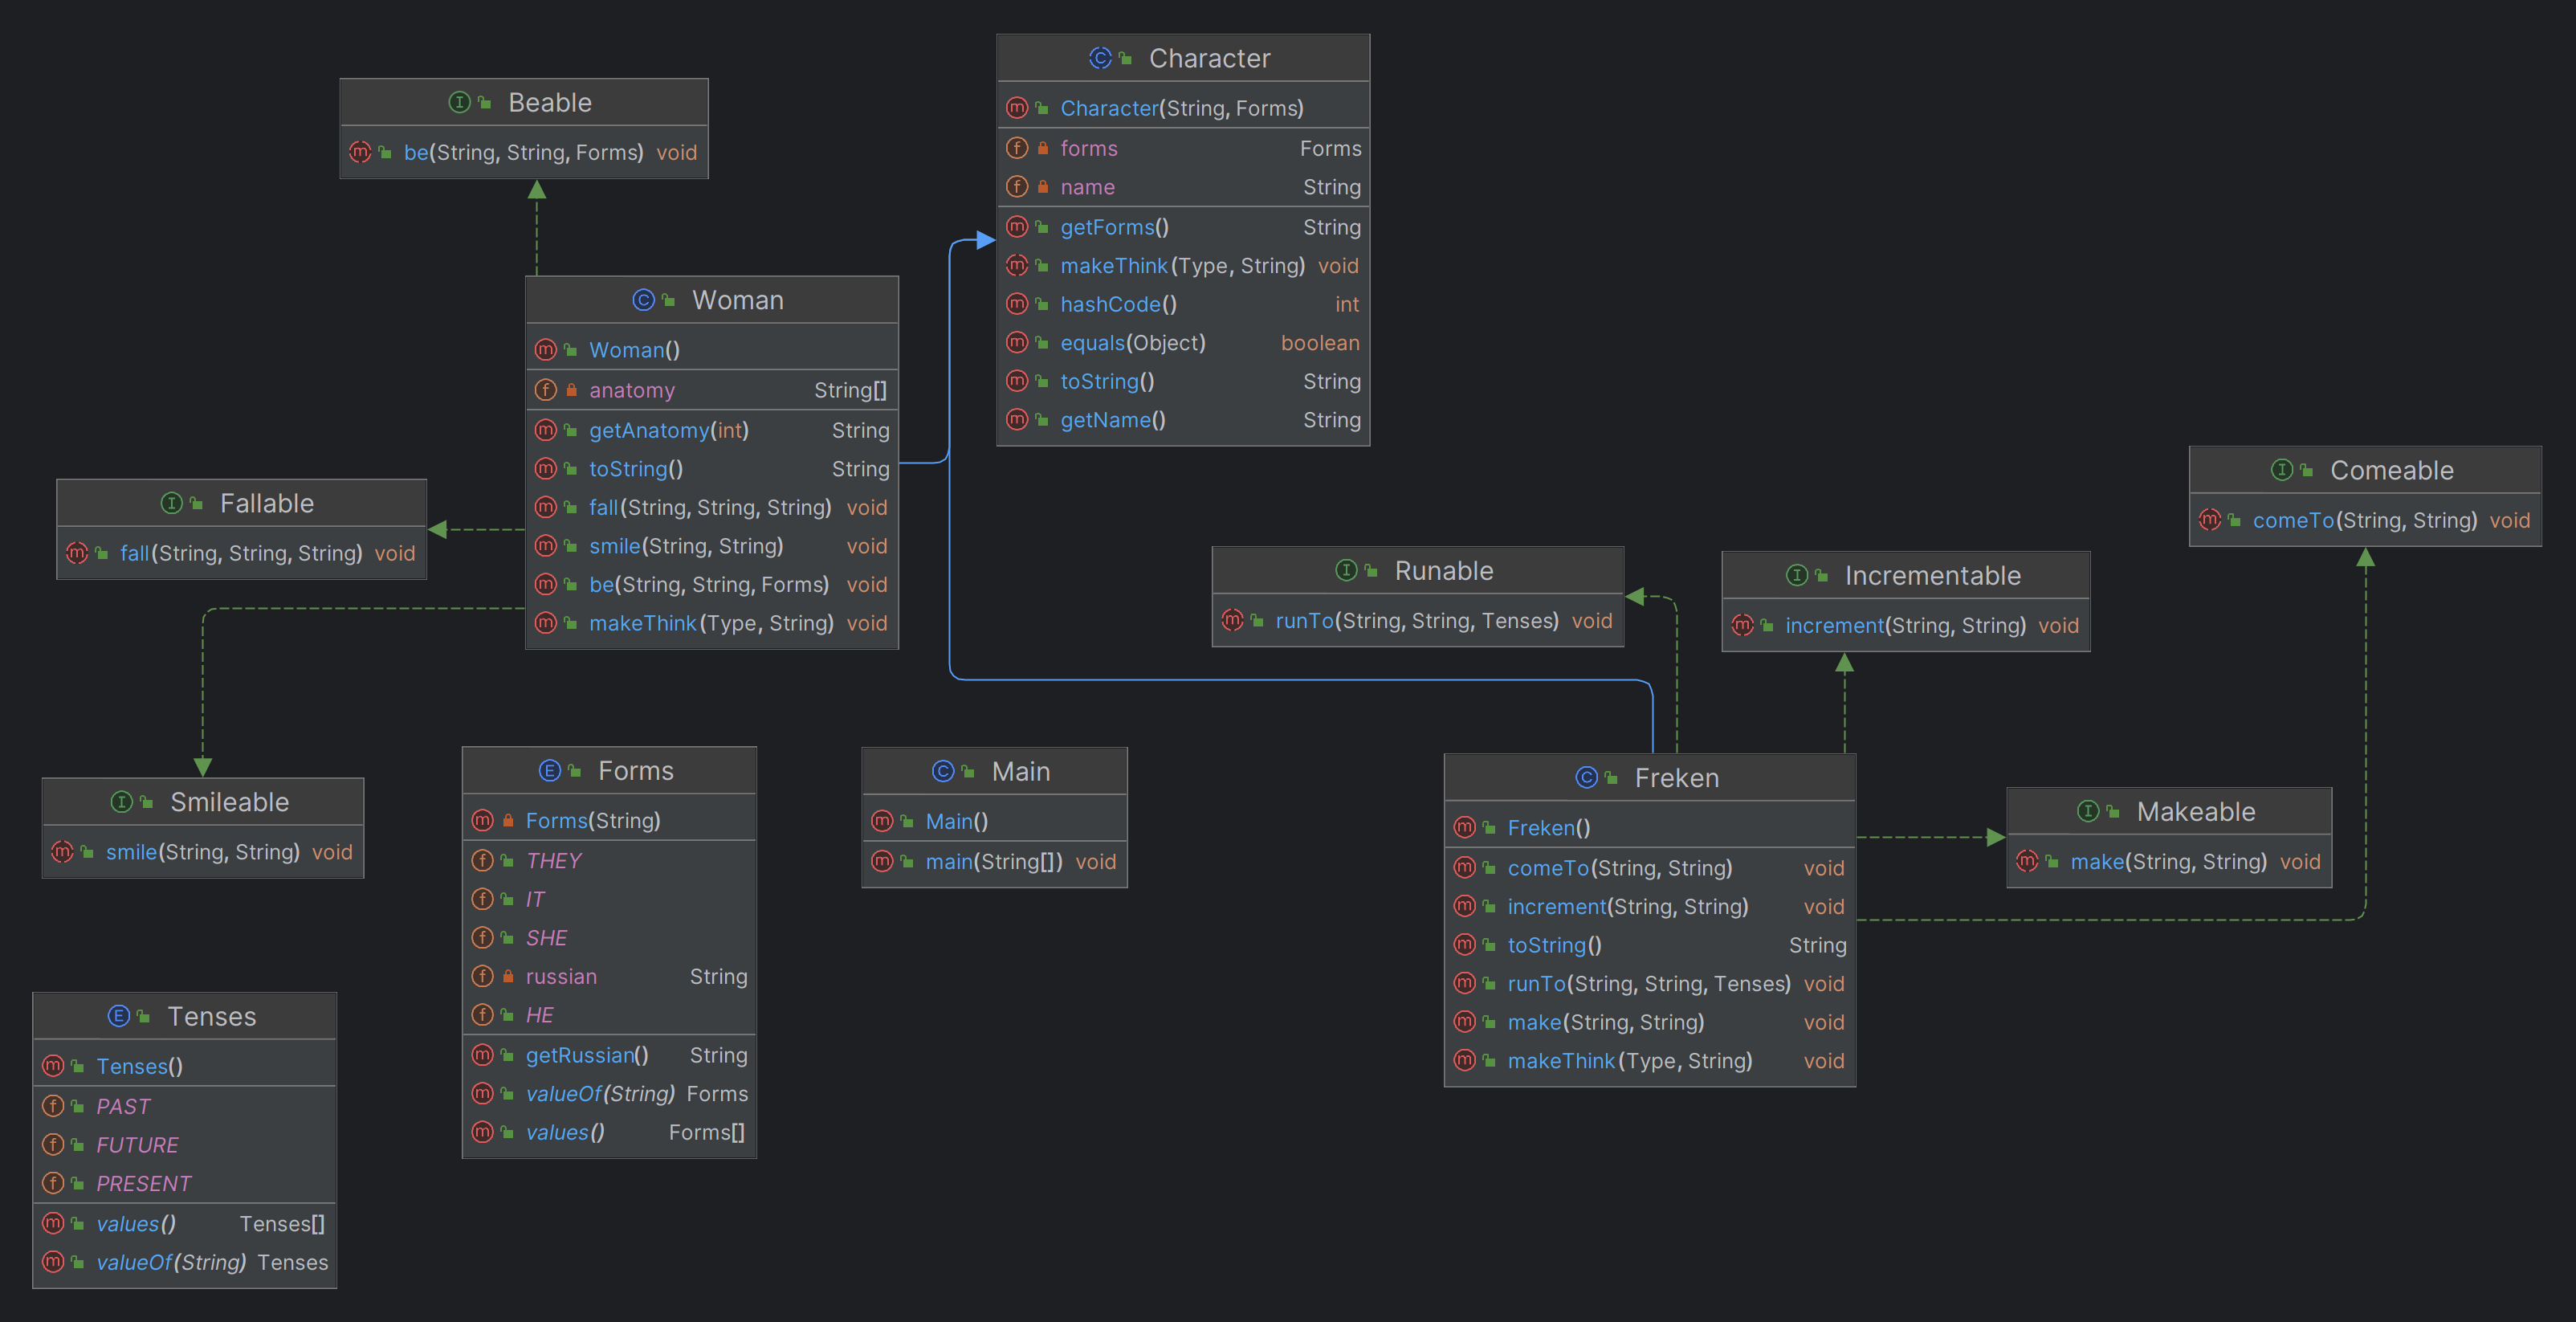 Beable
be(String, String, Forms) void
Character
Character(String, Forms)
forms Forms
name String
getForms() String
makeThink(Type, String) void
hashCode() int
equals(Object) boolean
toString() String
getName() String
Woman
Woman()
anatomy String[]
getAnatomy(int) String
toString() String
fall(String, String, String) void
smile(String, String) void
be(String, String, Forms) void
makeThink(Type, String) void
Fallable
fall(String, String, String) void
Comeable
comeTo(String, String) void
Runable
runTo(String, String, Tenses) void
Incrementable
increment(String, String) void
Smileable
smile(String, String) void
Forms
Forms(String)
THEY
IT
SHE
russian String
HE
getRussian() String
valueOf(String) Forms
values() Forms[]
Main
Main()
main(String[]) void
Freken
Freken()
comeTo(String, String) void
increment(String, String) void
toString() String
runTo(String, String, Tenses) void
make(String, String) void
makeThink(Type, String) void
Makeable
make(String, String) void
Tenses
Tenses()
PAST
FUTURE
PRESENT
values() Tenses[]
valueOf(String) Tenses